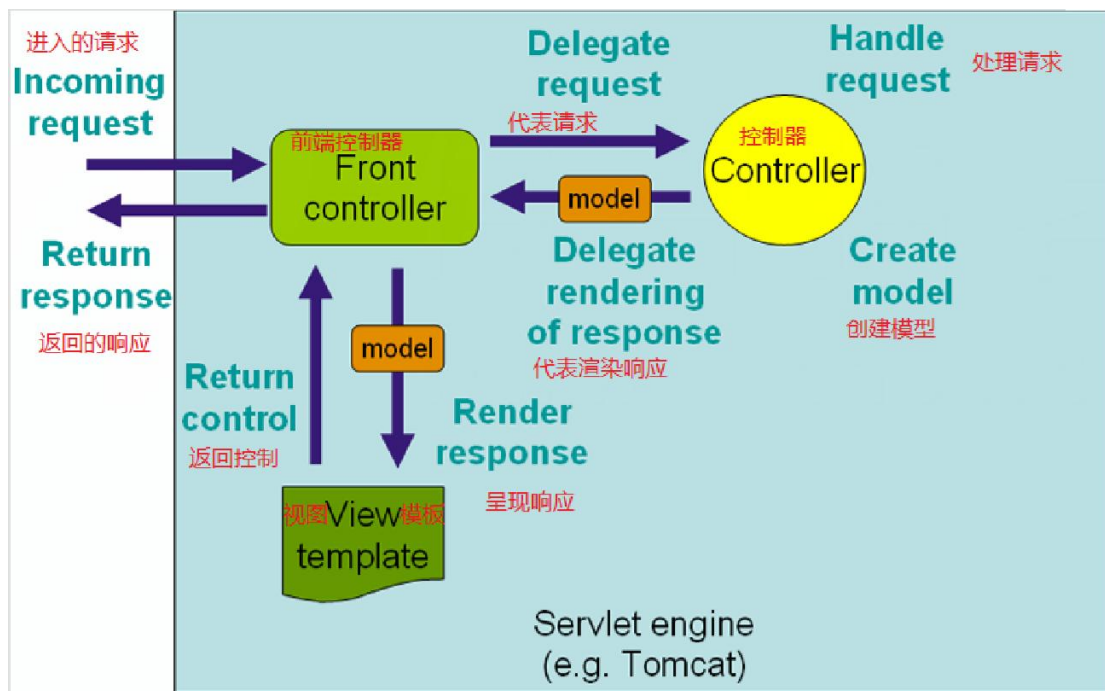 进入的请求
Incoming
request
Return
response
返回的响应
前端控制器
Front
controller
Delegate
request
代表请求
Handle
request
处理请求
控制器
Controller
model
Delegate
rendering
of response
代表渲染响应
Create
model
创建模型
model
Return
control
返回控制
Render
response
呈现响应
视图View模板
template
Servlet engine
(e.g. Tomcat)